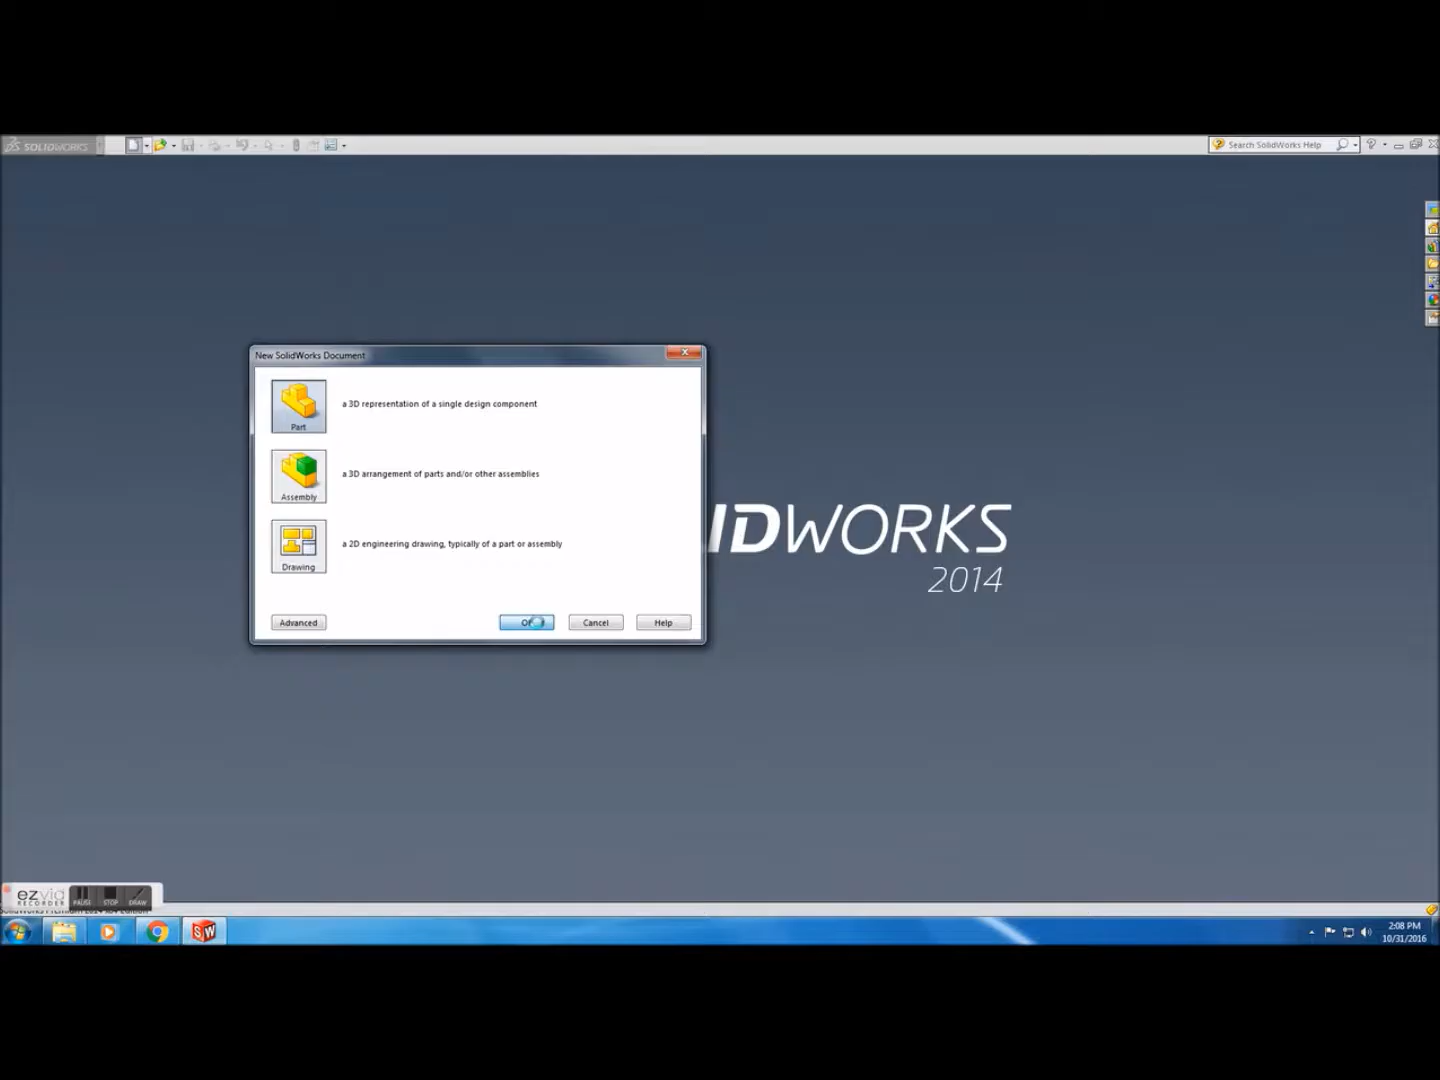 SOLIDWORKS
Search SolidWorks Help
New SolidWorks Document
Part
a 3D representation of a single design component
Assembly
a 3D arrangement of parts and/or other assemblies
Drawing
a 2D engineering drawing, typically of a part or assembly
Advanced
Cancel
Help
IDWORKS
2014
ezvid
RECORDER
PAUSE
STOP
DRAW
SW
2:08 PM
10/31/2016